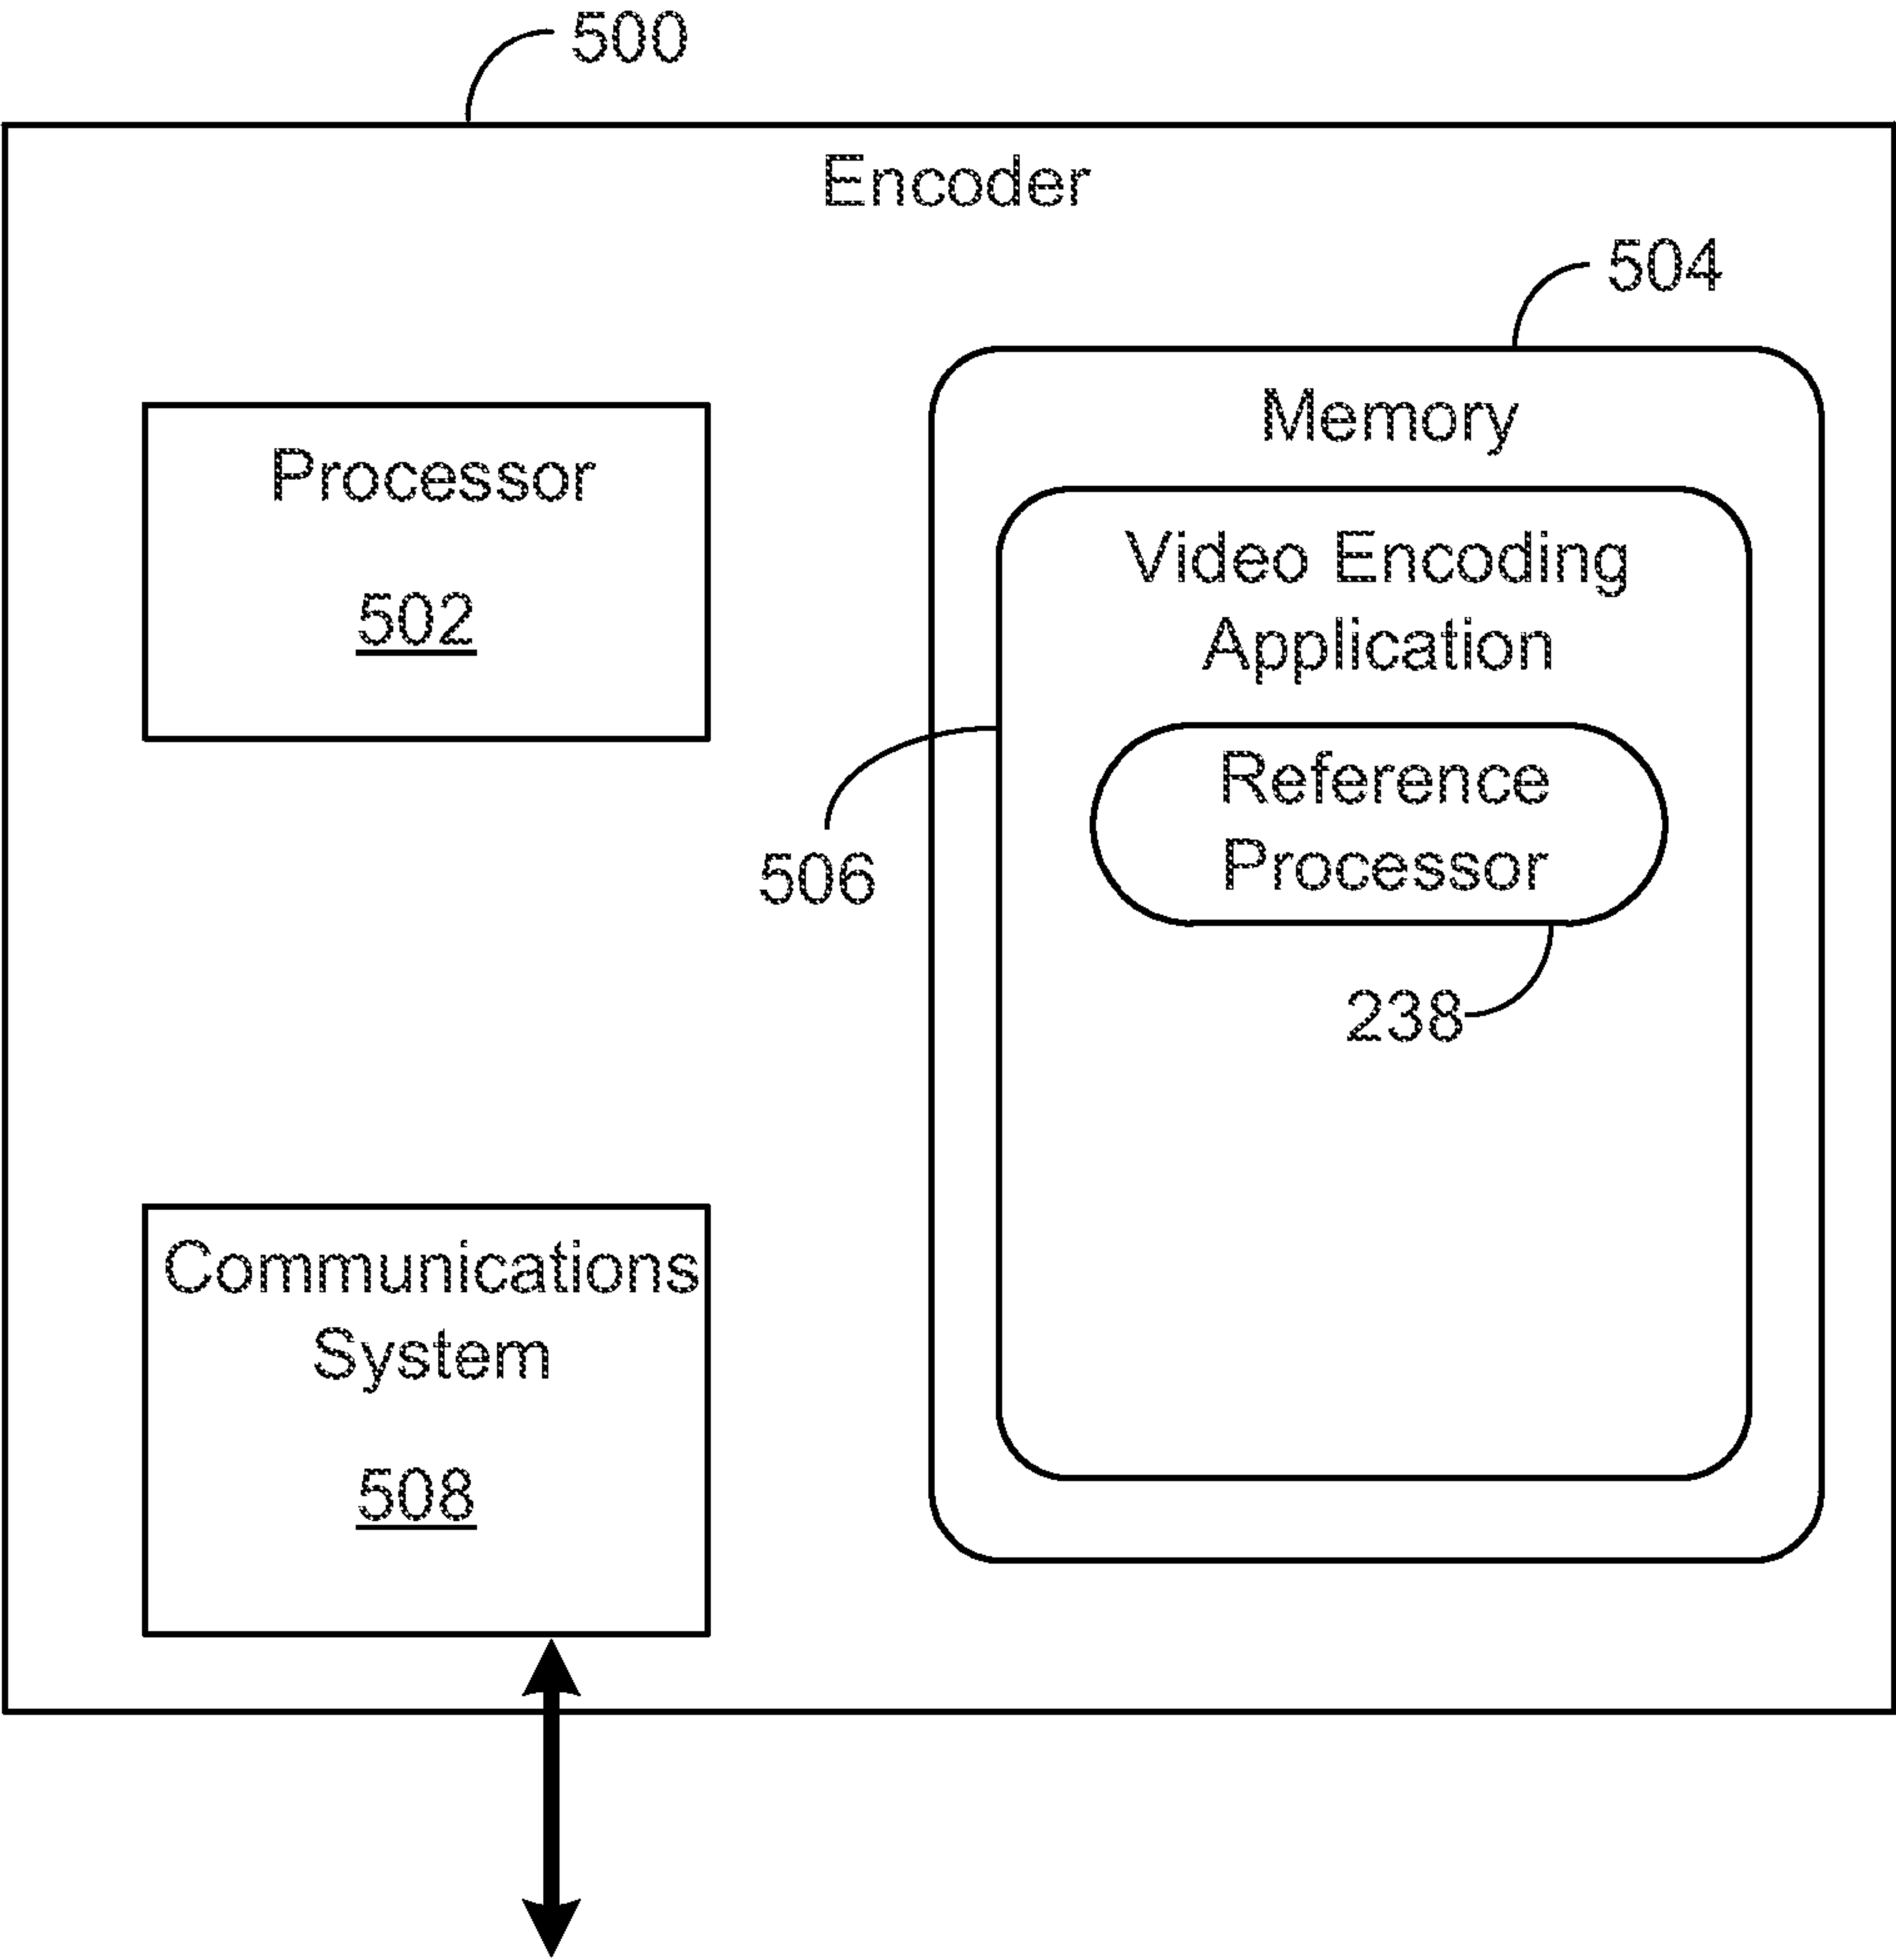 500
Encoder
504
Processor
502
Memory
Video Encoding
Application
Reference
Processor
506
238
Communications
System
508